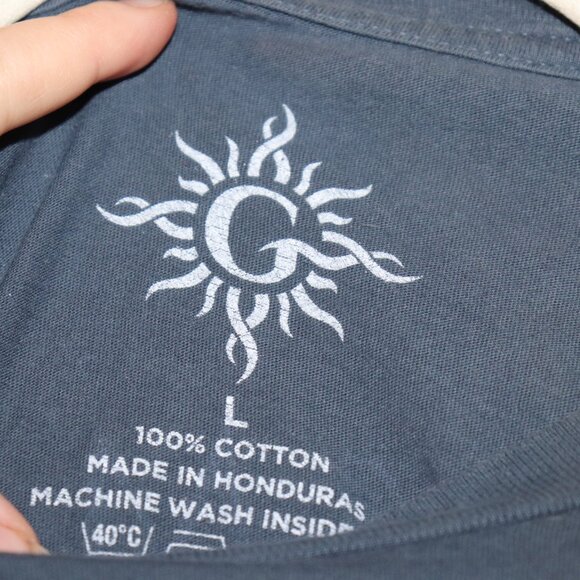 G
L
100% COTTON
MADE IN HONDURAS
MACHINE WASH INSIDE
40°C